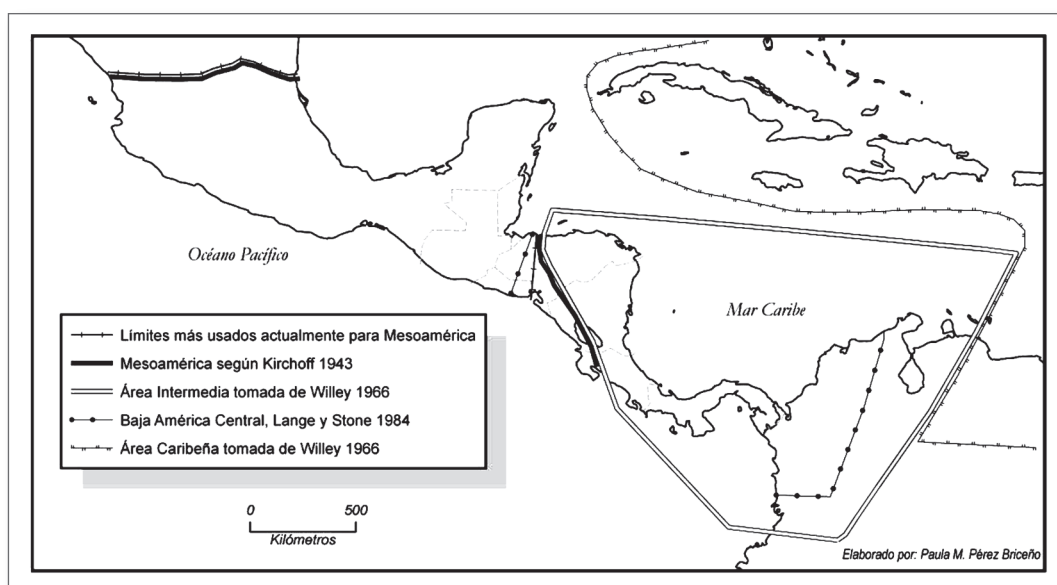 Océano Pacífico
Mar Caribe
Límites más usados actualmente para Mesoamérica
Mesoamérica según Kirchoff 1943
Área Intermedia tomada de Willey 1966
Baja América Central, Lange y Stone 1984
Área Caribeña tomada de Willey 1966
0 500
Kilómetros
Elaborado por: Paula M. Pérez Briceño